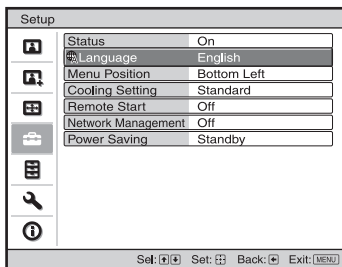 Setup
Status On
Language English
Menu Position Bottom Left
Cooling Setting Standard
Remote Start Off
Network Management Off
Power Saving Standby
Sel: Set: Back: Exit: MENU